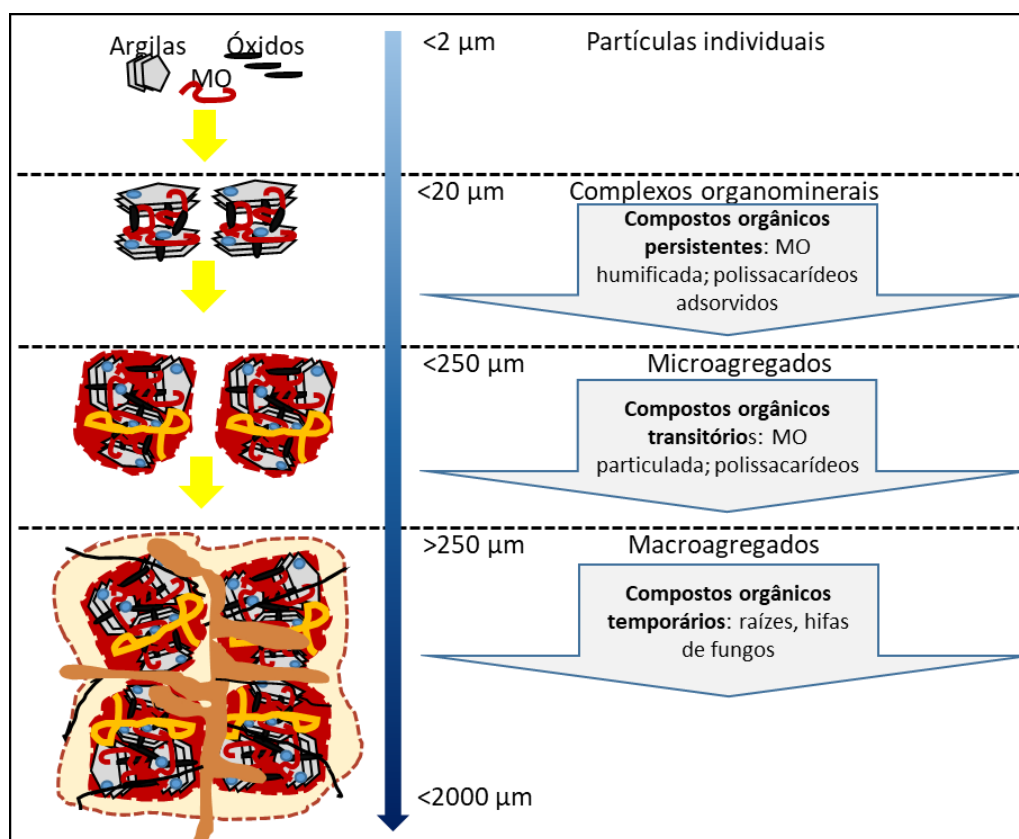 Argilas Óxidos
MO
<2 µm
Partículas individuais
<20 µm
Complexos organominerais
Compostos orgânicos
persistentes: MO
humificada; polissacarídeos
adsorvidos
<250 µm
Microagregados
Compostos orgânicos
transitórios: MO
particulada; polissacarídeos
>250 µm
Macroagregados
Compostos orgânicos
temporários: raízes, hifas
de fungos
<2000 µm